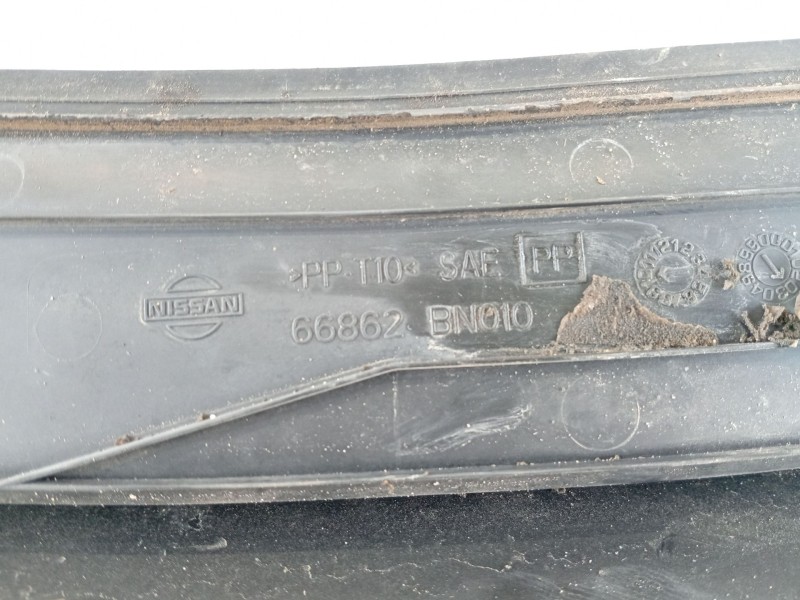 >PP-T10< SAE PP
NISSAN
66862 BN010